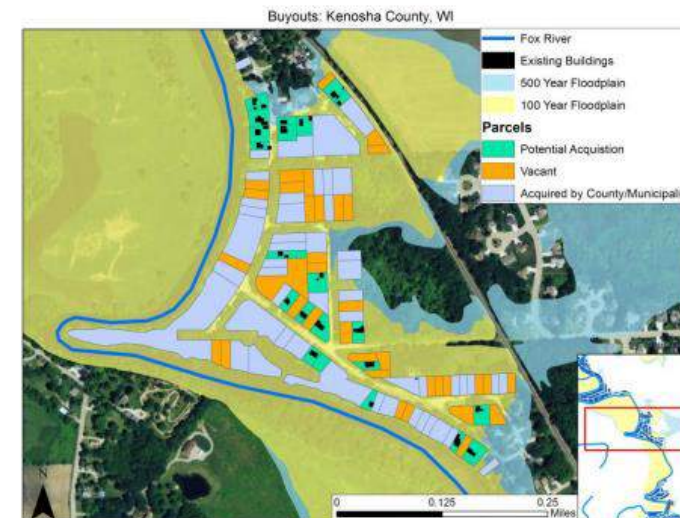 Buyouts: Kenosha County, WI
Fox River
Existing Buildings
500 Year Floodplain
100 Year Floodplain
Parcels
Potential Acquistion
Vacant
Acquired by County/Municipali
N
0 0.125 0.25
Miles